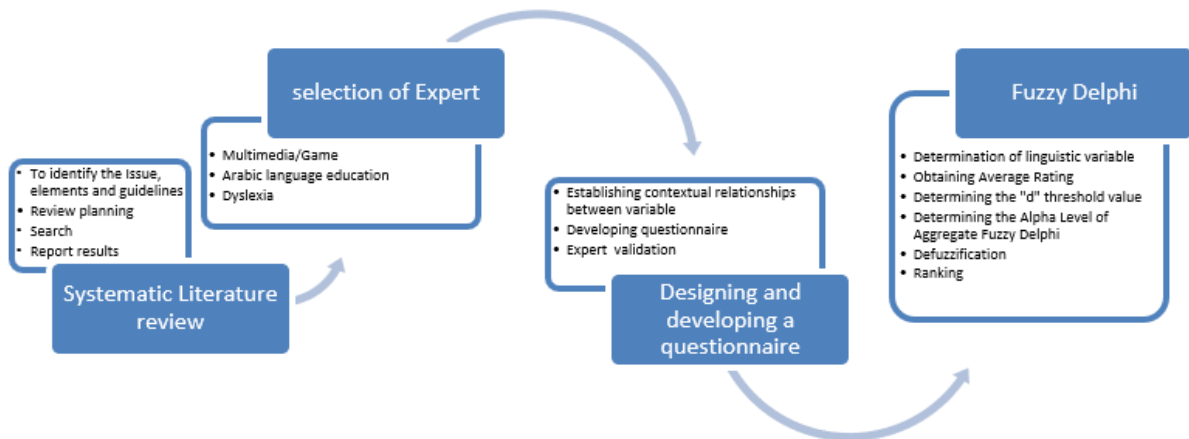 • To identify the Issue,
elements and guidelines
• Review planning
• Search
• Report results
Systematic Literature
review
selection of Expert
• Multimedia/Game
• Arabic language education
• Dyslexia
• Establishing contextual relationships
between variable
• Developing questionnaire
• Expert validation
Designing and
developing a
questionnaire
Fuzzy Delphi
• Determination of linguistic variable
• Obtaining Average Rating
• Determining the "d" threshold value
• Determining the Alpha Level of
Aggregate Fuzzy Delphi
• Defuzzification
• Ranking